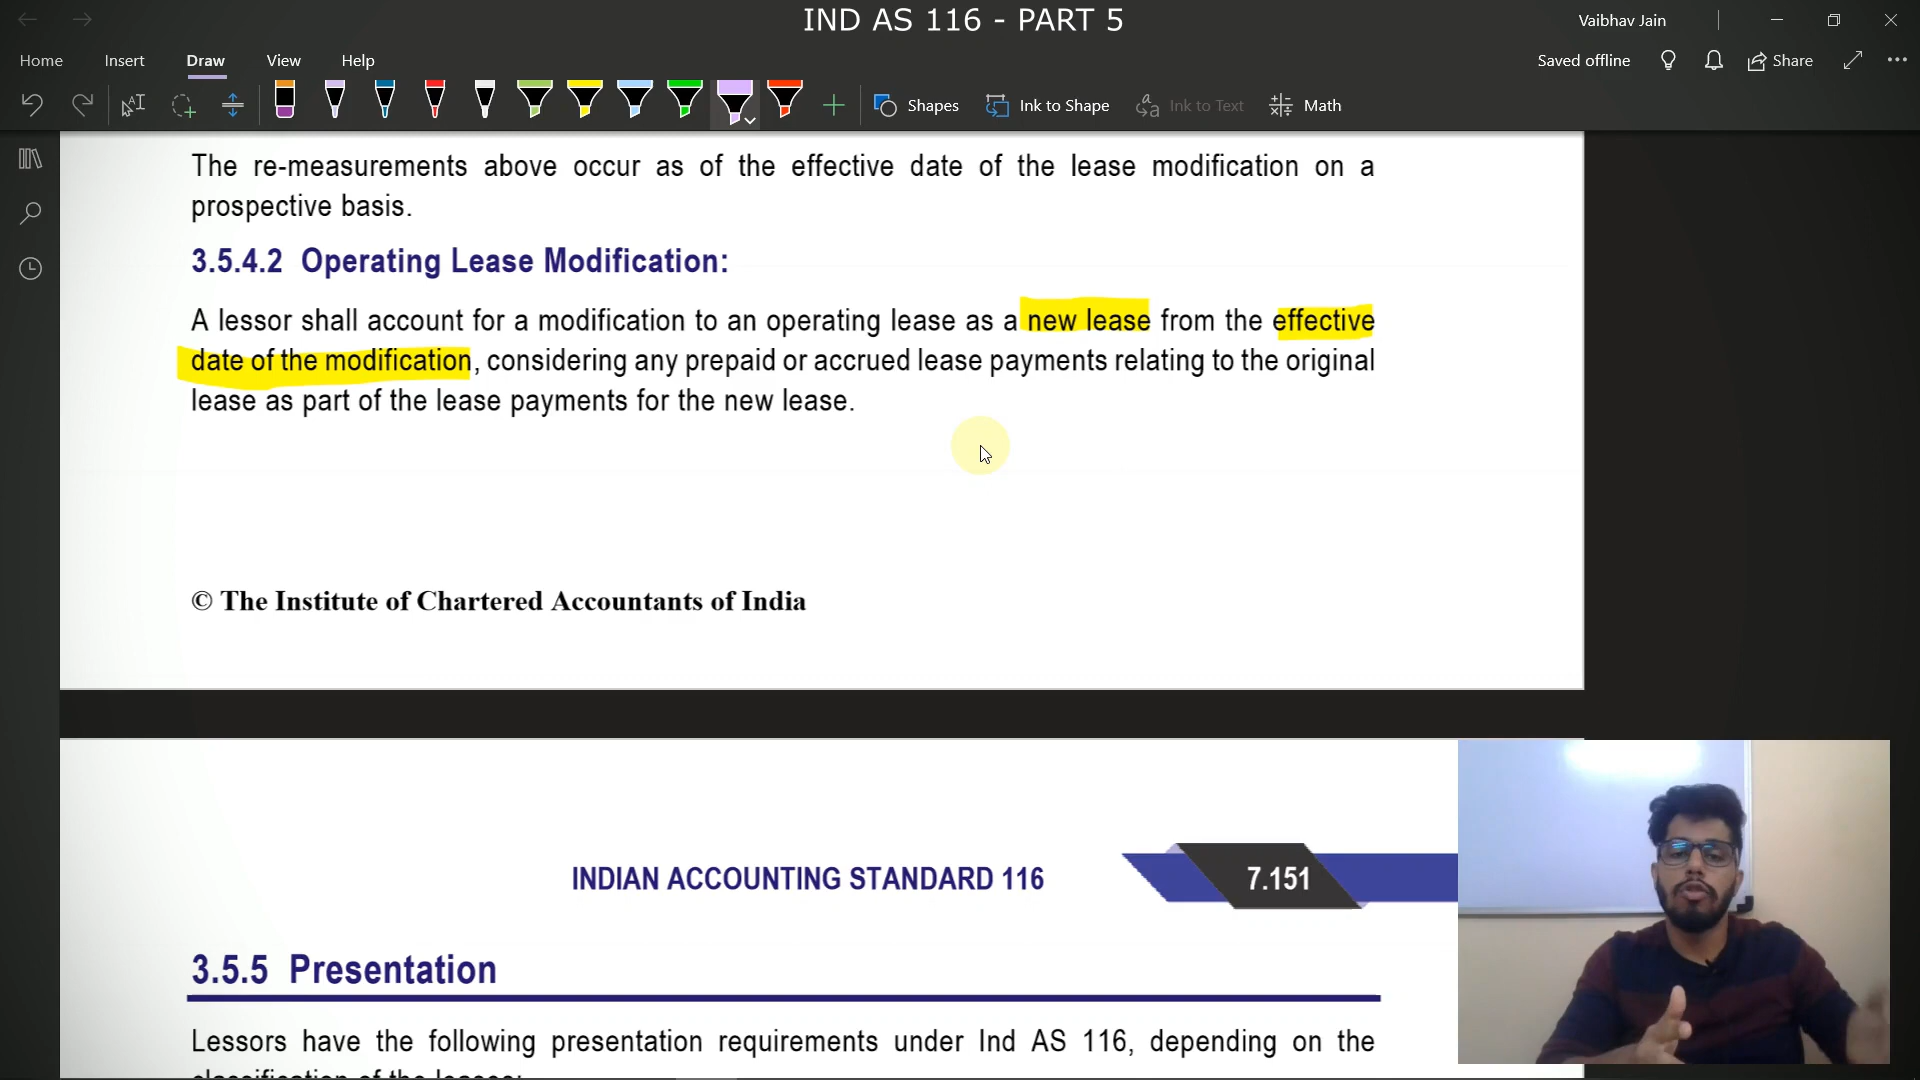 IND AS 116 - PART 5
Vaibhav Jain
Home Insert Draw View Help
Saved offline Share
Shapes Ink to Shape Ink to Text Math
The re-measurements above occur as of the effective date of the lease modification on a
prospective basis.
3.5.4.2 Operating Lease Modification:
A lessor shall account for a modification to an operating lease as a new lease from the effective
date of the modification, considering any prepaid or accrued lease payments relating to the original
lease as part of the lease payments for the new lease.
© The Institute of Chartered Accountants of India
INDIAN ACCOUNTING STANDARD 116
7.151
3.5.5 Presentation
Lessors have the following presentation requirements under Ind AS 116, depending on the
classification of the leases: